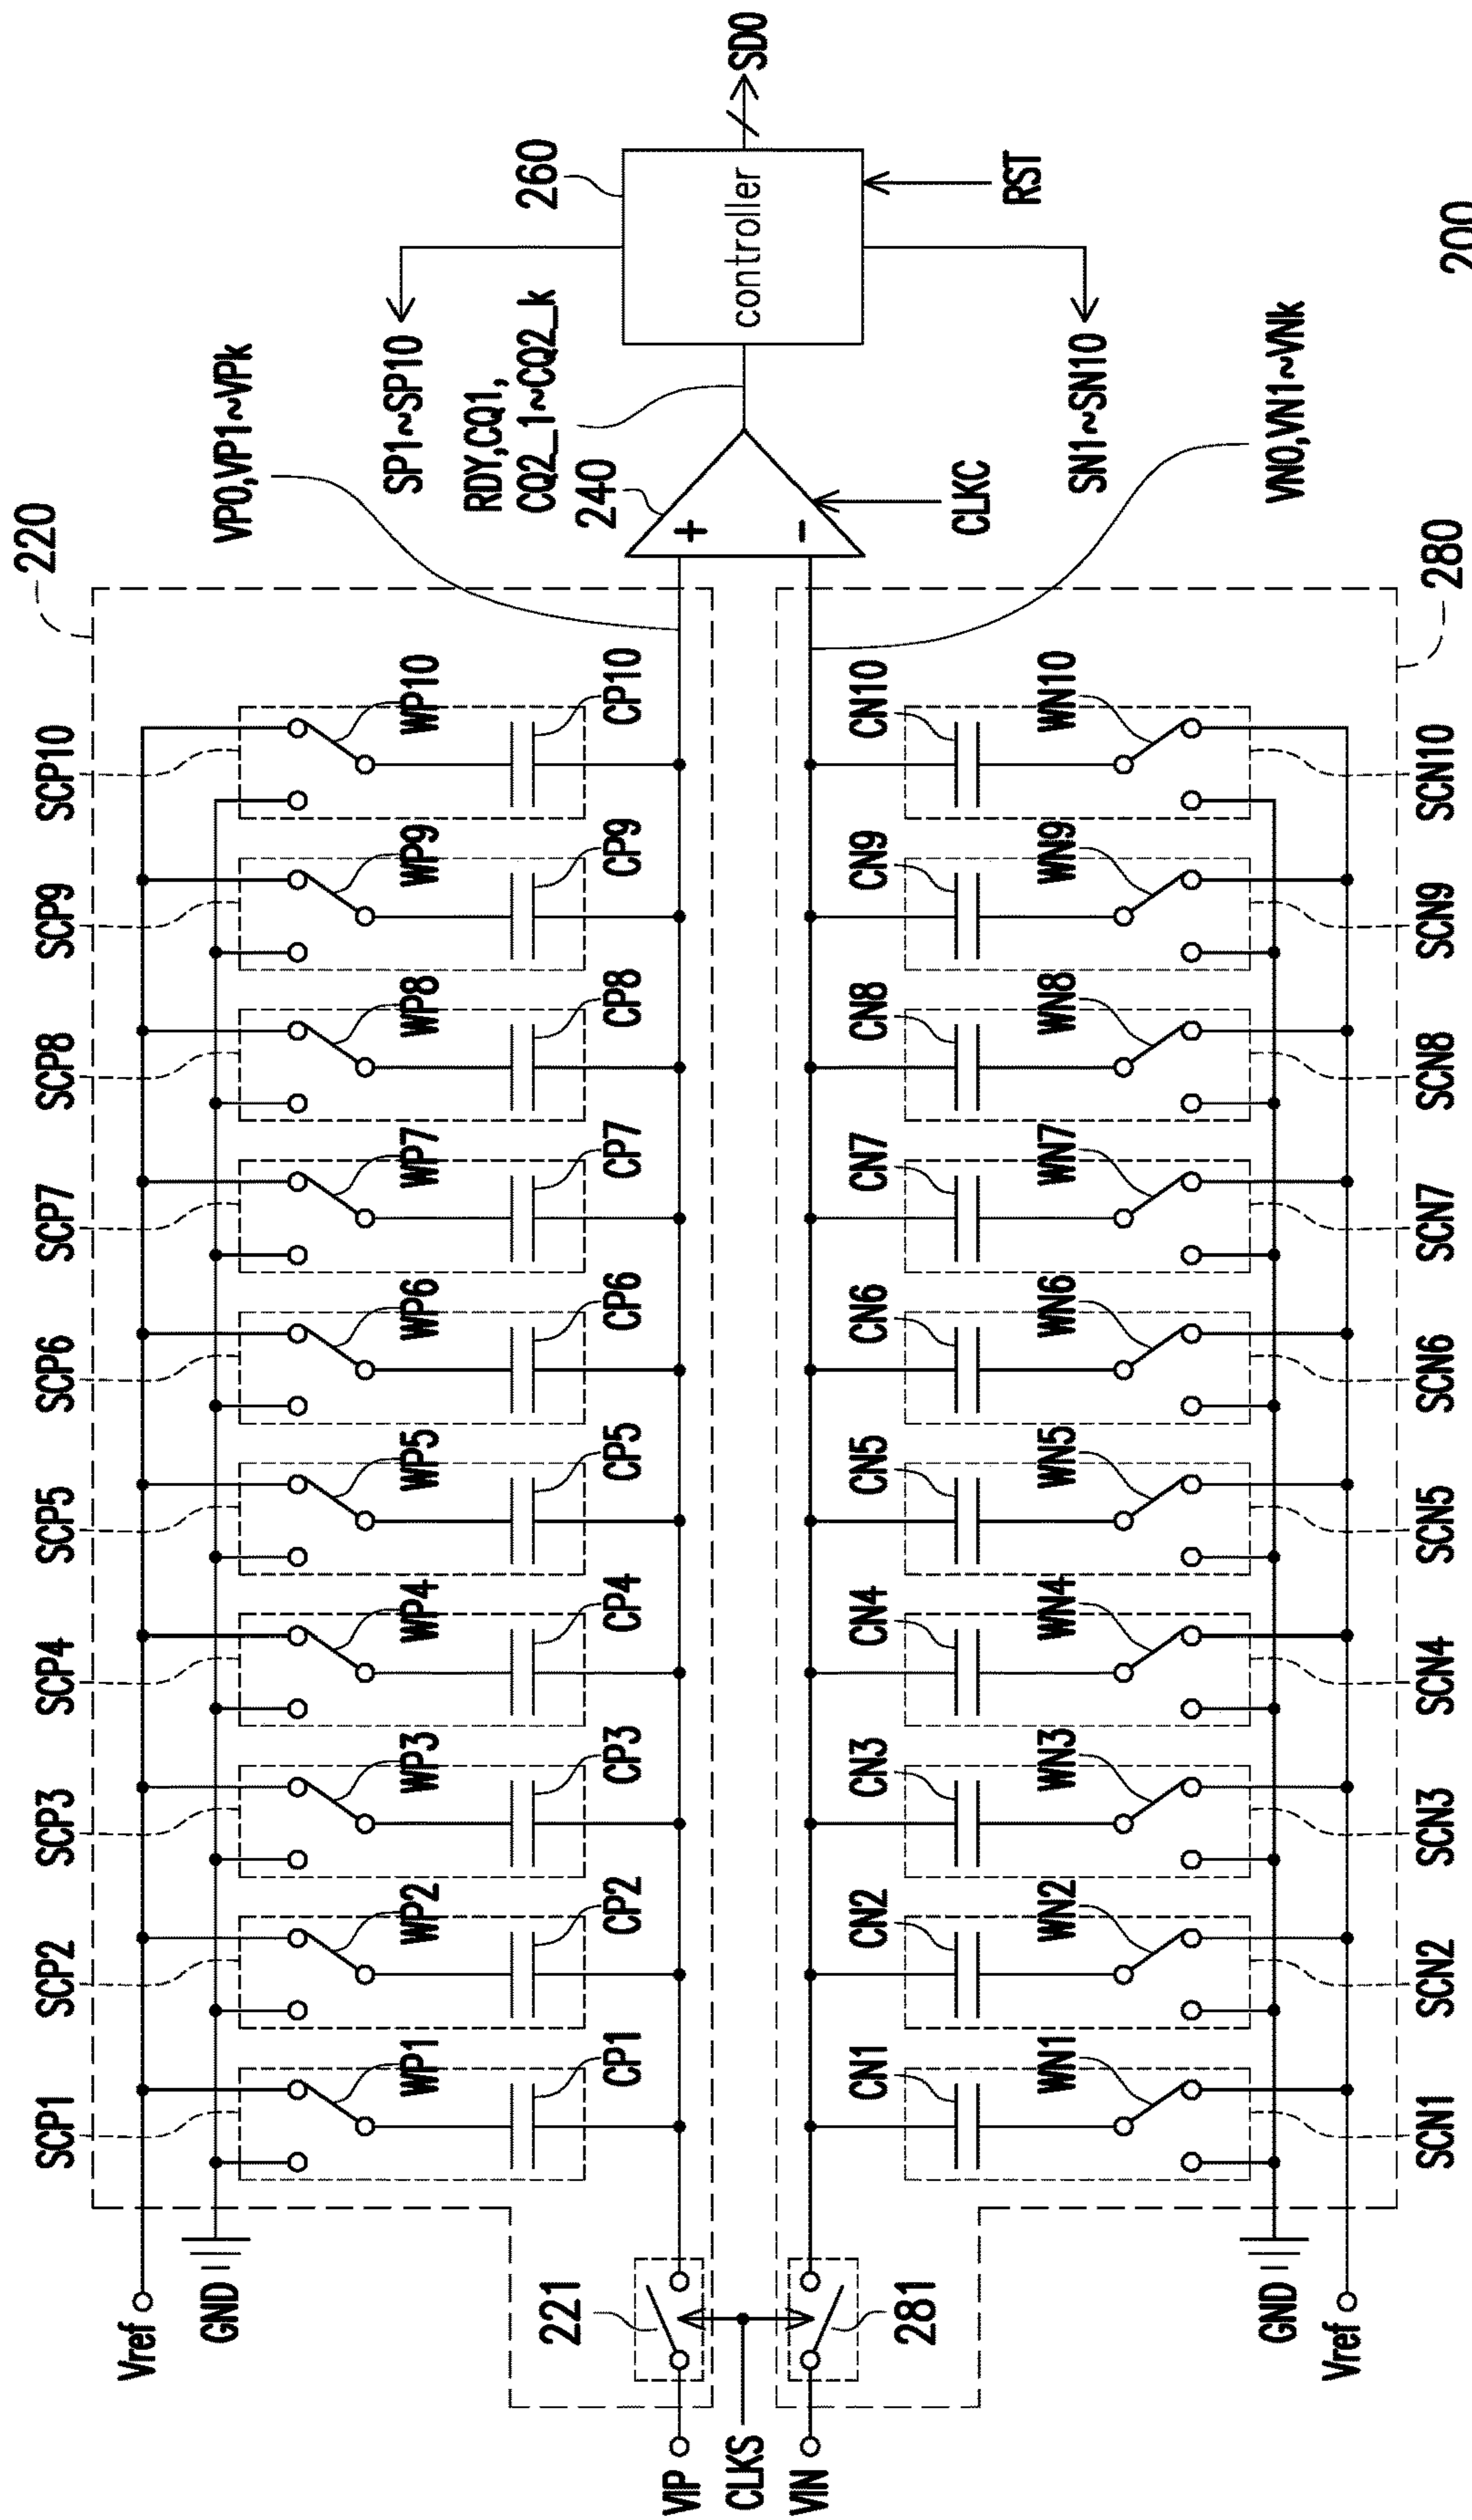 220
SCP1
SCP2
SCP3
SCP4
SCP5
SCP6
SCP7
SCP8
SCP9
SCP10
Vref
GND
WP1
WP2
WP3
WP4
WP5
WP6
WP7
WP8
WP9
WP10
CP1
CP2
CP3
CP4
CP5
CP6
CP7
CP8
CP9
CP10
VP0,VP1~VPk
SP1~SP10
RDY,CQ1,
CQ2_1~CQ2_k
240
260
221
VIP
CLKS
VIN
281
+
-
CLKC
controller
SDO
RST
SN1~SN10
VN0,VN1~VNk
CN1
CN2
CN3
CN4
CN5
CN6
CN7
CN8
CN9
CN10
WN1
WN2
WN3
WN4
WN5
WN6
WN7
WN8
WN9
WN10
GND
Vref
SCN1
SCN2
SCN3
SCN4
SCN5
SCN6
SCN7
SCN8
SCN9
SCN10
280
200